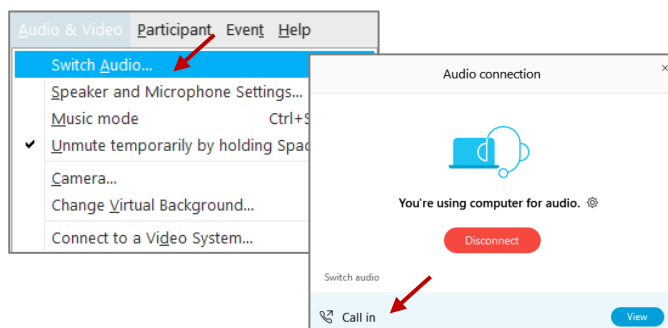 Audio & Video Participant Event Help
Switch Audio...
Speaker and Microphone Settings...
Music mode Ctrl+S
Unmute temporarily by holding Spac
Camera...
Change Virtual Background...
Connect to a Video System...
Audio connection
You're using computer for audio.
Disconnect
Switch audio
Call in View